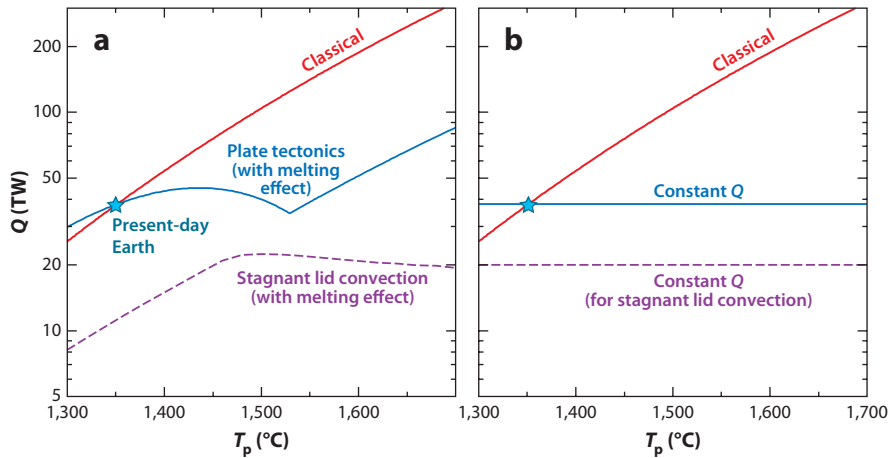 a
Classical
Plate tectonics
(with melting
effect)
Present-day
Earth
Stagnant lid convection
(with melting effect)
200
100
50
20
10
5
Q (TW)
1,300
1,400
1,500
1,600
Tp (°C)
b
Classical
Constant Q
Constant Q
(for stagnant lid convection)
1,300
1,400
1,500
1,600
1,700
Tp (°C)